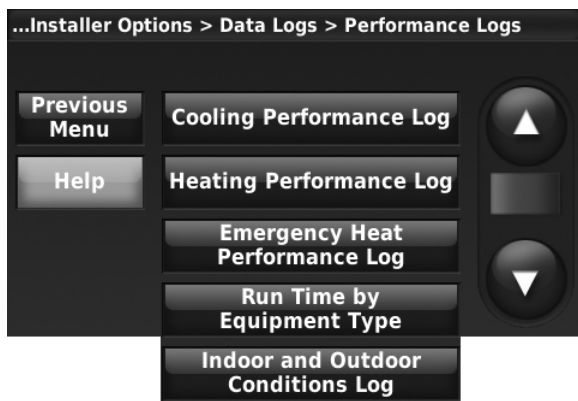 ...Installer Options > Data Logs > Performance Logs
Previous
Menu
Help
Cooling Performance Log
Heating Performance Log
Emergency Heat
Performance Log
Run Time by
Equipment Type
Indoor and Outdoor
Conditions Log